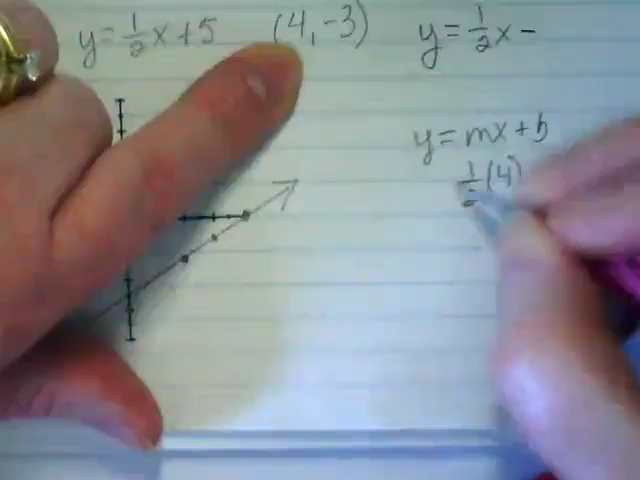 y=1/2x+5 (4,-3) y=1/2x-
y=mx+b
1/2(4)